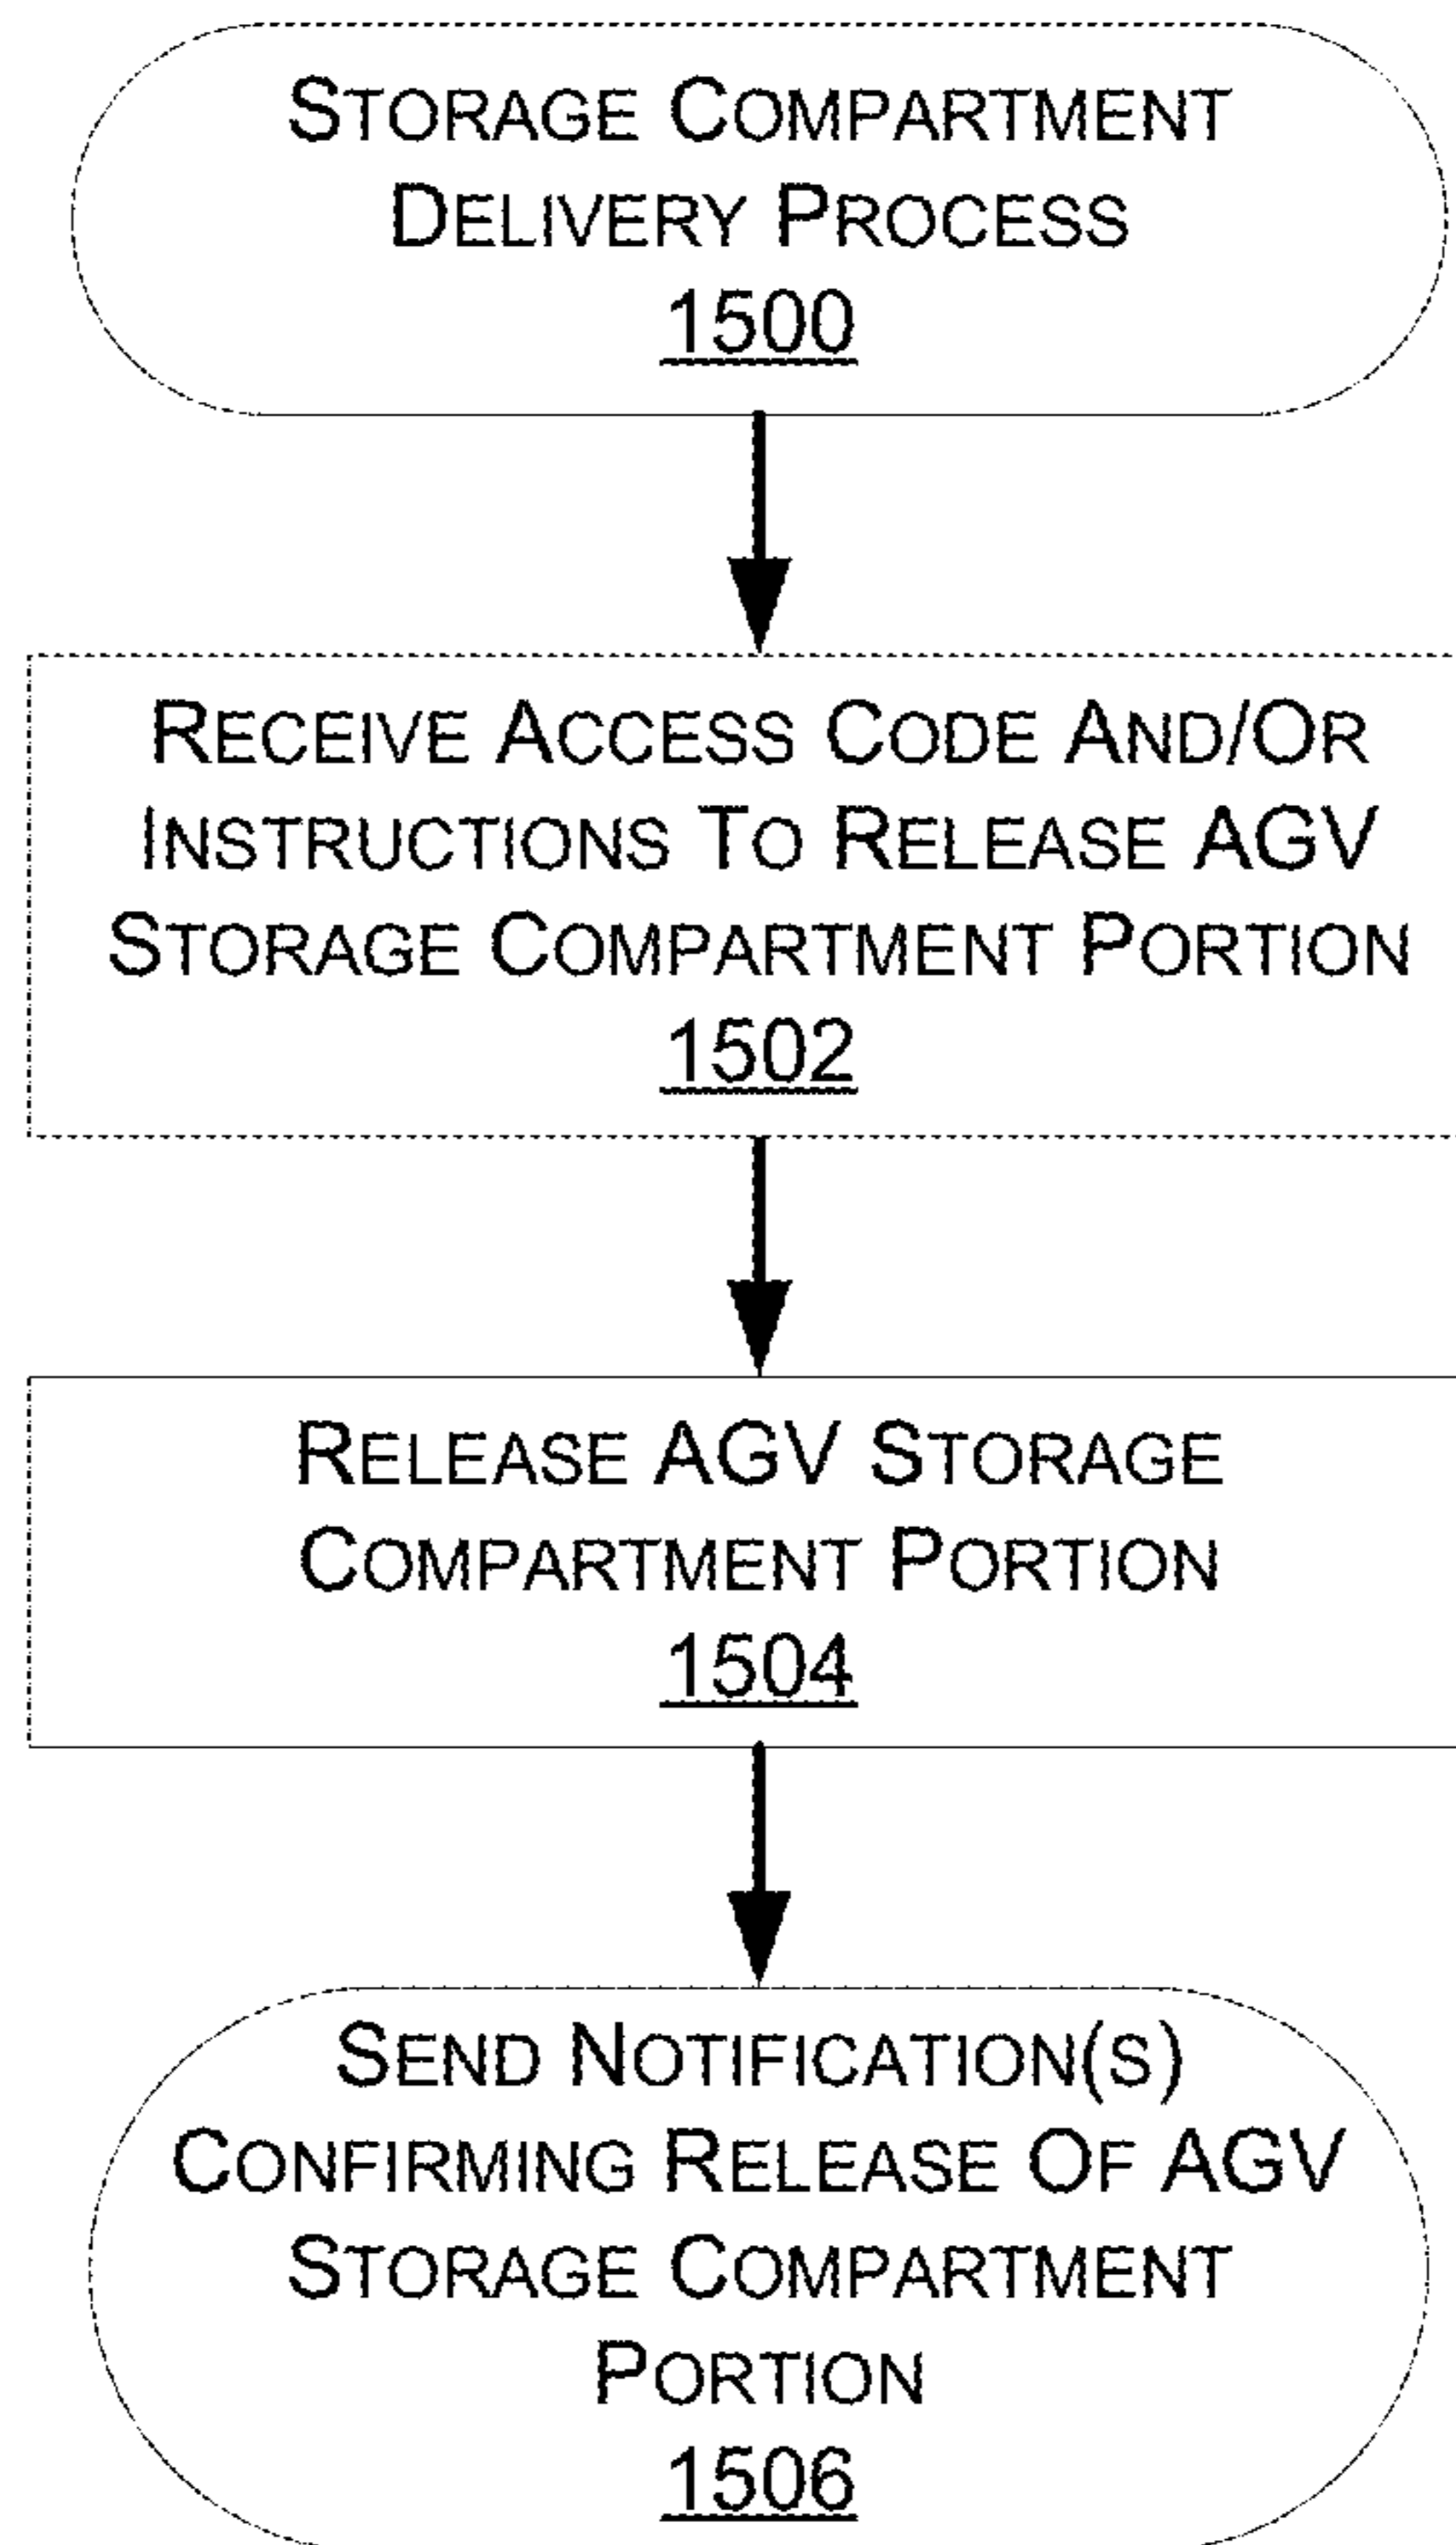 STORAGE COMPARTMENT
DELIVERY PROCESS
1500
RECEIVE ACCESS CODE AND/OR
INSTRUCTIONS TO RELEASE AGV
STORAGE COMPARTMENT PORTION
1502
RELEASE AGV STORAGE
COMPARTMENT PORTION
1504
SEND NOTIFICATION(S)
CONFIRMING RELEASE OF AGV
STORAGE COMPARTMENT
PORTION
1506